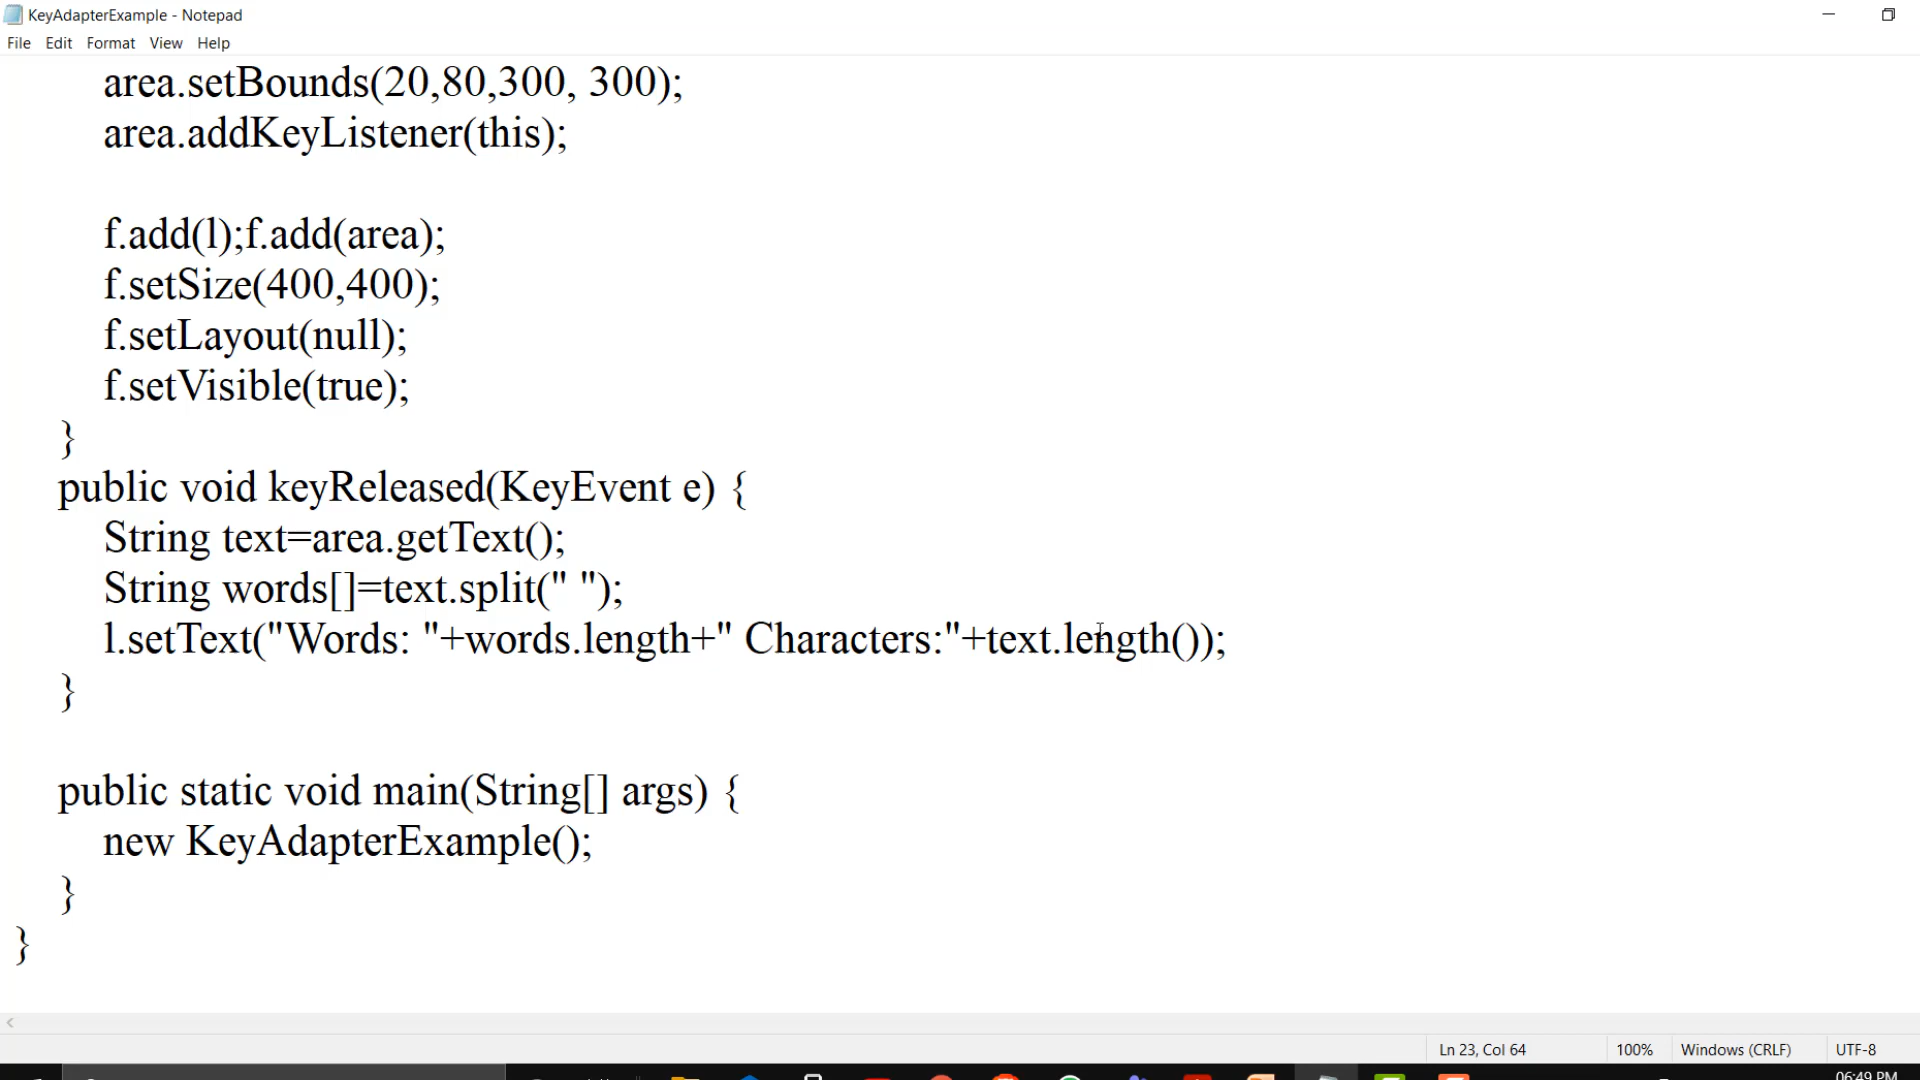 KeyAdapterExample - Notepad
File Edit Format View Help
area.setBounds(20,80,300, 300);
area.addKeyListener(this);
f.add(l);f.add(area);
f.setSize(400,400);
f.setLayout(null);
f.setVisible(true);
}
public void keyReleased(KeyEvent e) {
String text=area.getText();
String words[]=text.split(" ");
l.setText("Words: "+words.length+" Characters:"+text.length());
}
public static void main(String[] args) {
new KeyAdapterExample();
}
}
Ln 23, Col 64 100% Windows (CRLF) UTF-8
06:49 PM